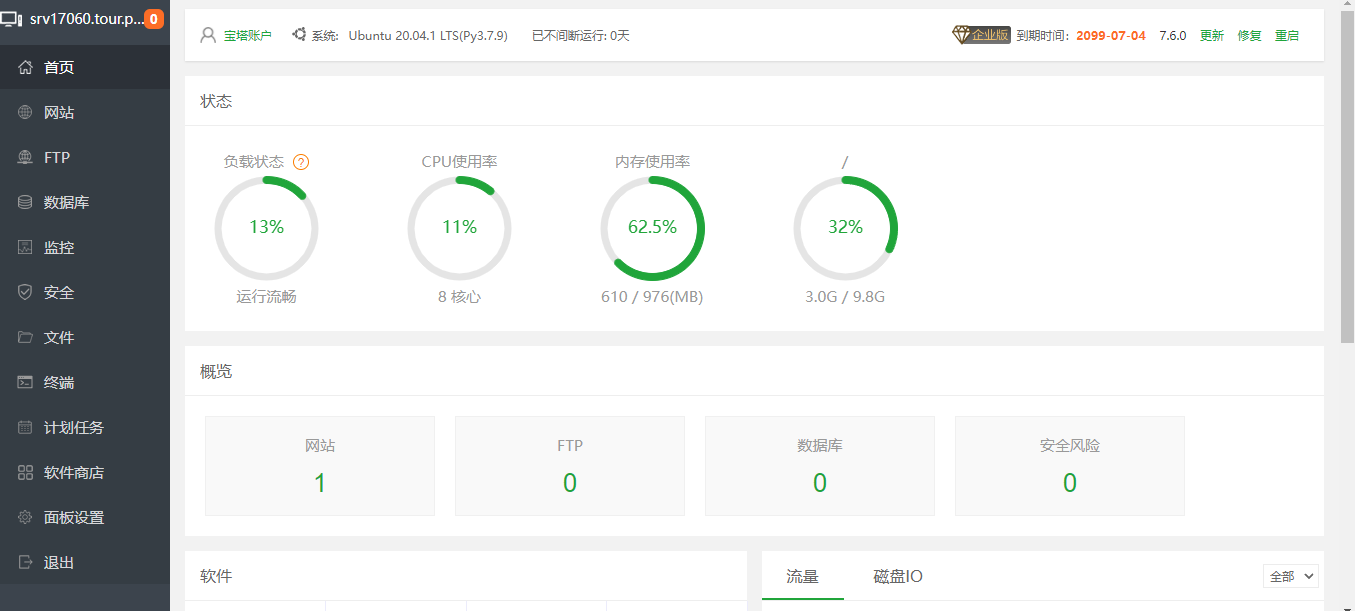 srv17060.tour.p... 0
首页
网站
FTP
数据库
监控
安全
文件
终端
计划任务
软件商店
面板设置
退出
宝塔账户 系统: Ubuntu 20.04.1 LTS(Py3.7.9) 已不间断运行: 0天 企业版 到期时间: 2099-07-04 7.6.0 更新 修复 重启
状态
负载状态 ? CPU使用率 内存使用率 /
13% 11% 62.5% 32%
运行流畅 8 核心 610 / 976(MB) 3.0G / 9.8G
概览
网站 FTP 数据库 安全风险
1 0 0 0
软件 流量 磁盘IO 全部